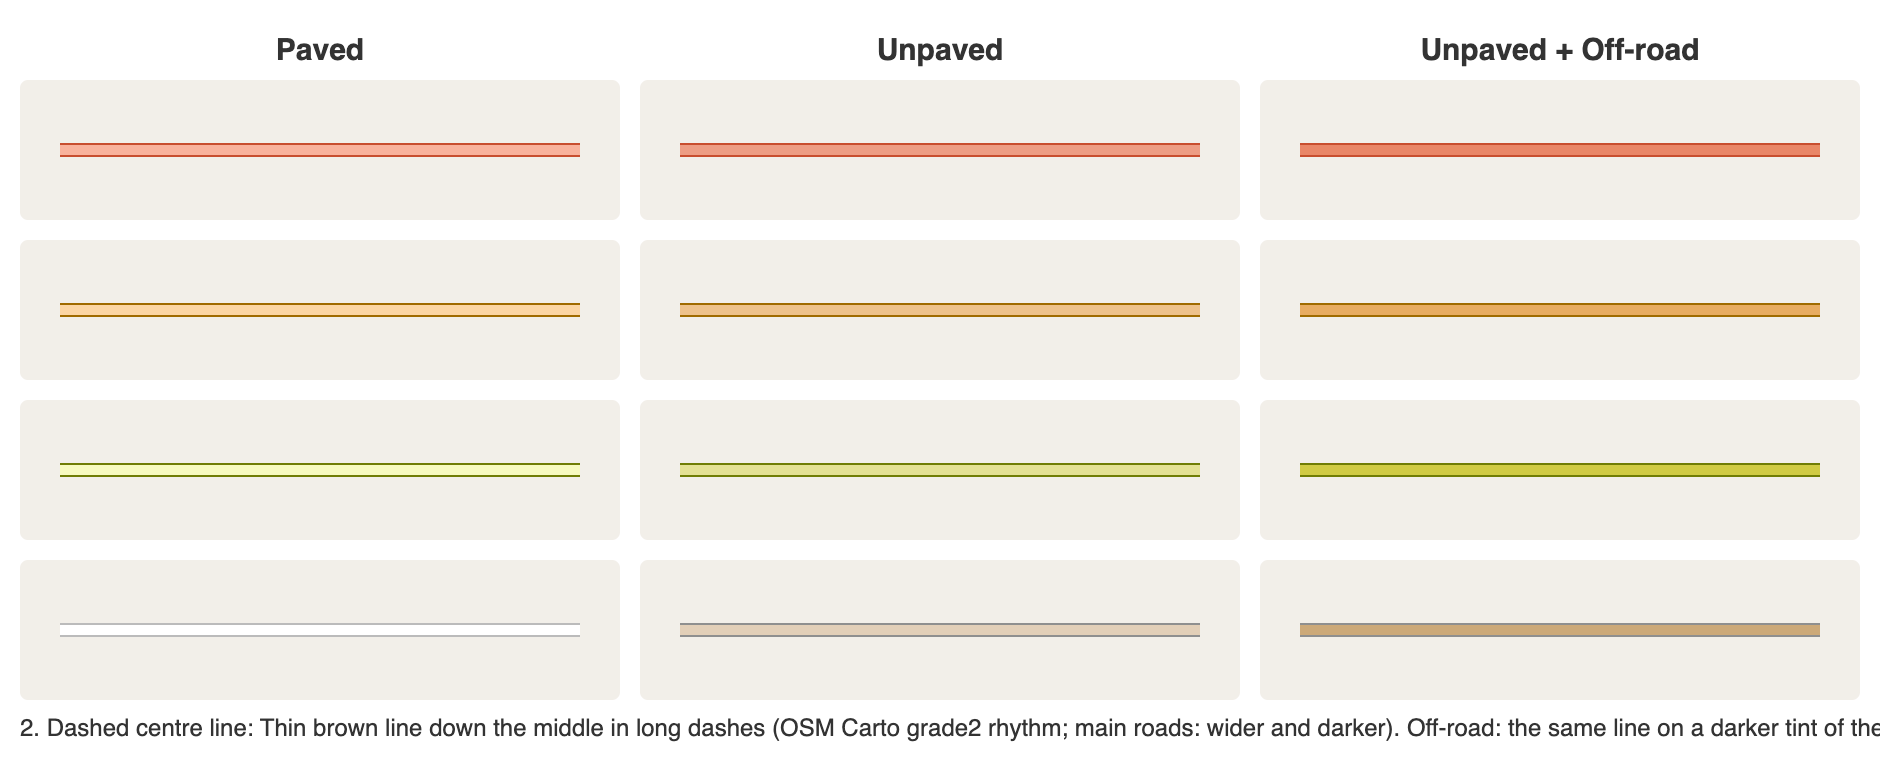 Paved
Unpaved
Unpaved + Off-road
2. Dashed centre line: Thin brown line down the middle in long dashes (OSM Carto grade2 rhythm; main roads: wider and darker). Off-road: the same line on a darker tint of the